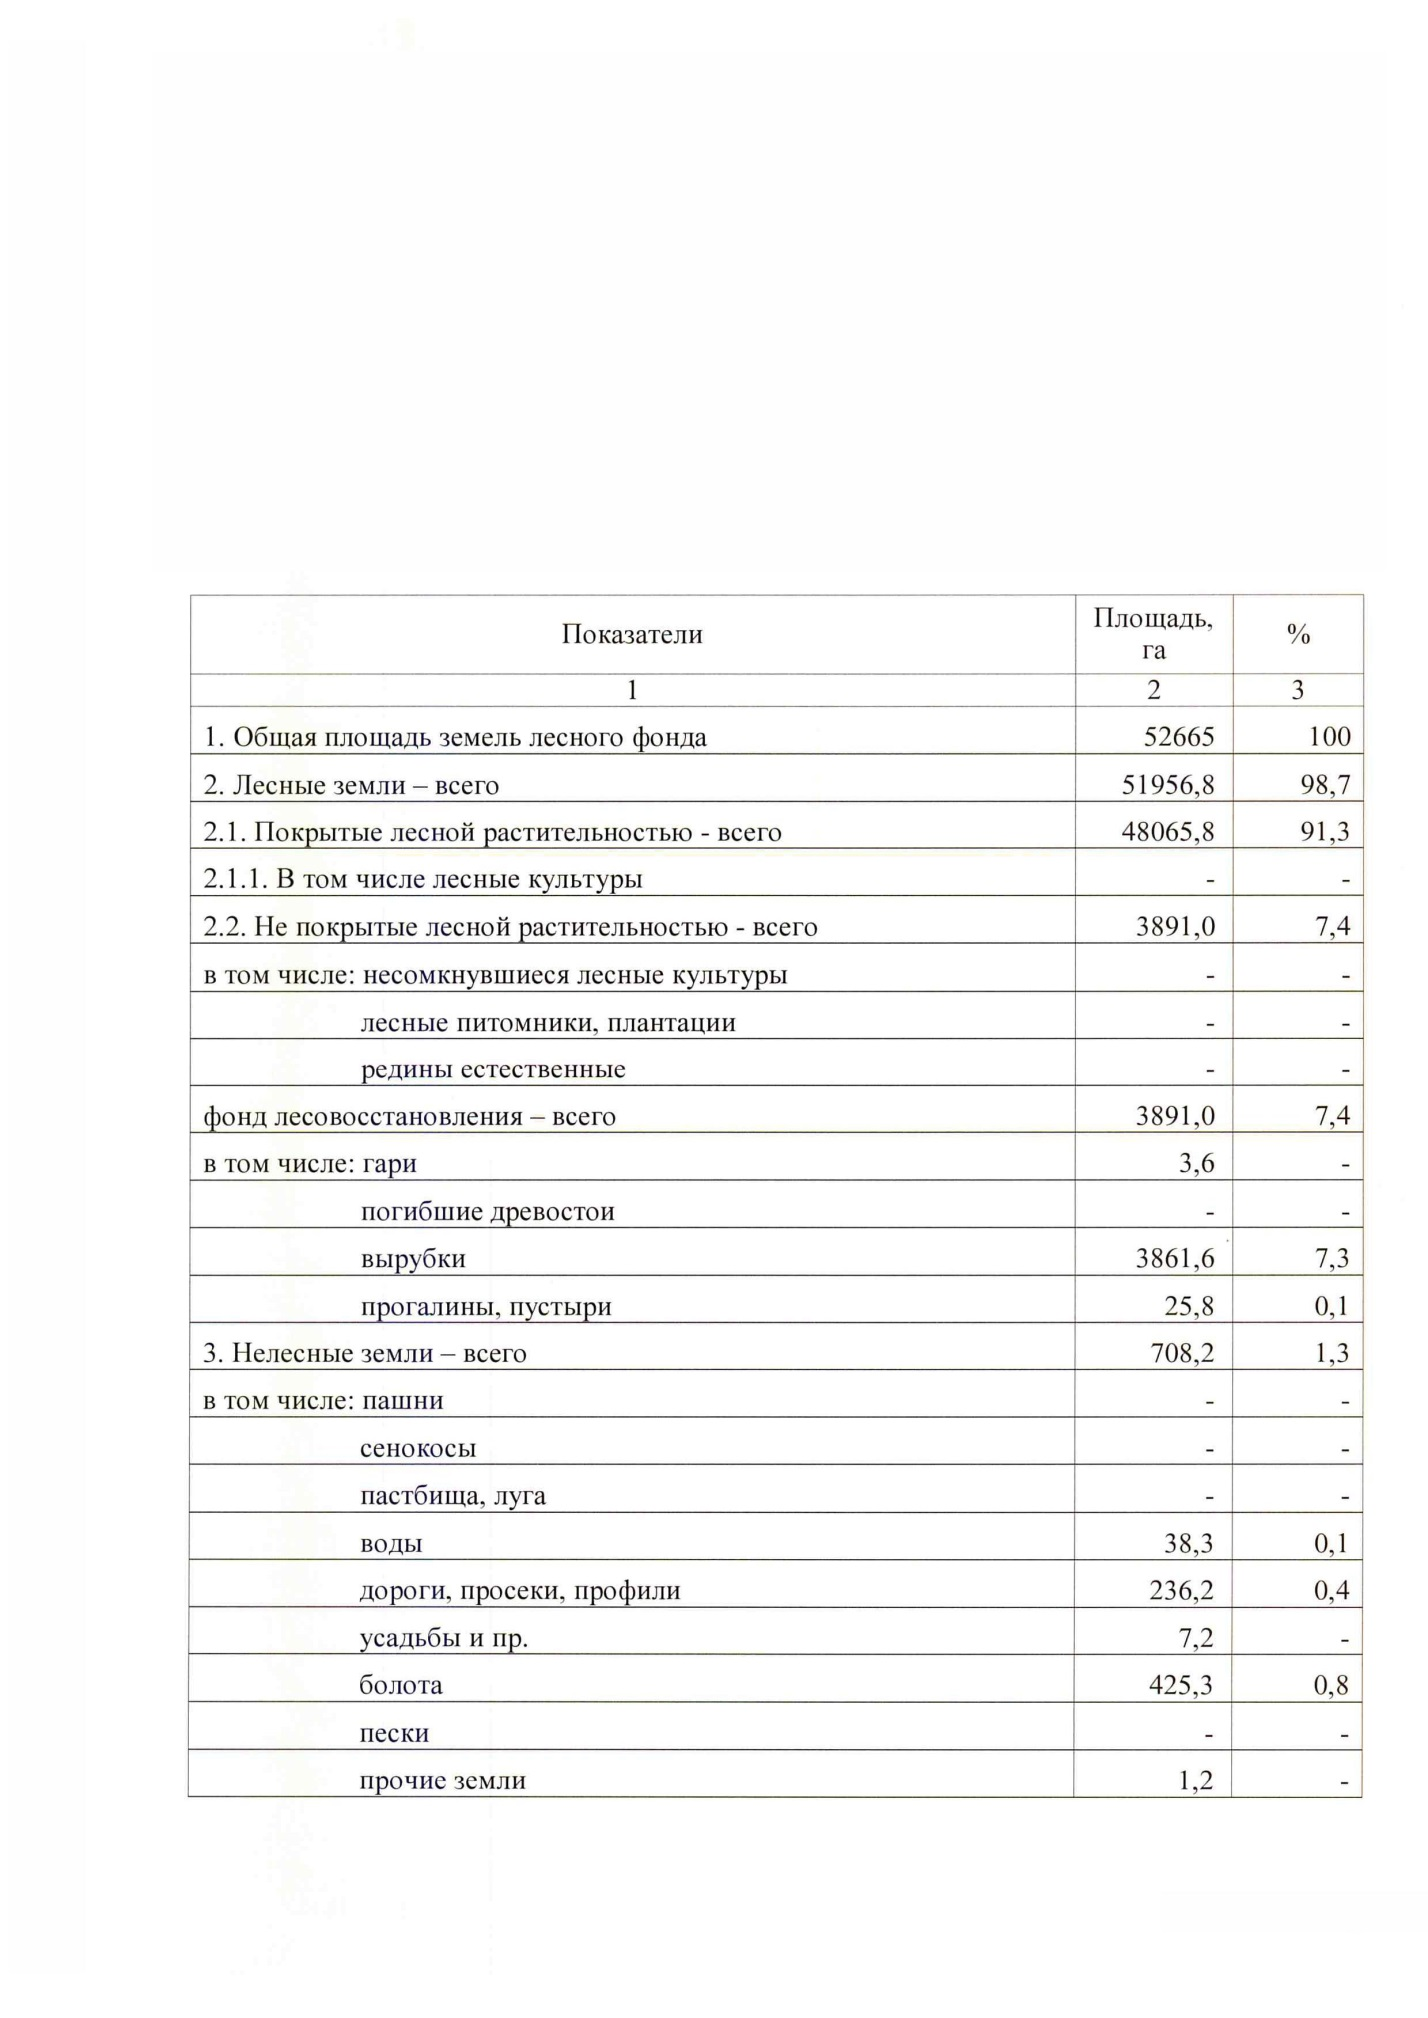 Показатели Площадь, га %
1 2 3
1. Общая площадь земель лесного фонда 52665 100
2. Лесные земли – всего 51956,8 98,7
2.1. Покрытые лесной растительностью - всего 48065,8 91,3
2.1.1. В том числе лесные культуры - -
2.2. Не покрытые лесной растительностью - всего 3891,0 7,4
в том числе: несомкнувшиеся лесные культуры - -
лесные питомники, плантации - -
редины естественные - -
фонд лесовосстановления – всего 3891,0 7,4
в том числе: гари 3,6 -
погибшие древостои - -
вырубки 3861,6 7,3
прогалины, пустыри 25,8 0,1
3. Нелесные земли – всего 708,2 1,3
в том числе: пашни - -
сенокосы - -
пастбища, луга - -
воды 38,3 0,1
дороги, просеки, профили 236,2 0,4
усадьбы и пр. 7,2 -
болота 425,3 0,8
пески - -
прочие земли 1,2 -